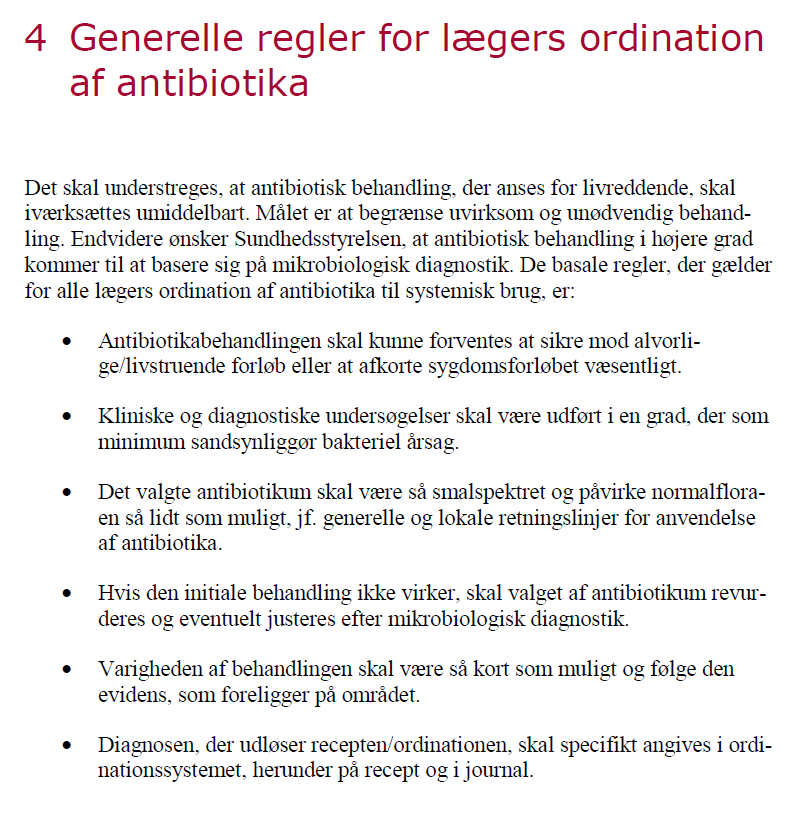 4 Generelle regler for lægers ordination
af antibiotika
Det skal understreges, at antibiotisk behandling, der anses for livreddende, skal
iværksættes umiddelbart. Målet er at begrænse uvirksom og unødvendig behand-
ling. Endvidere ønsker Sundhedsstyrelsen, at antibiotisk behandling i højere grad
kommer til at basere sig på mikrobiologisk diagnostik. De basale regler, der gælder
for alle lægers ordination af antibiotika til systemisk brug, er:
• Antibiotikabehandlingen skal kunne forventes at sikre mod alvorli-
ge/livstruende forløb eller at afkorte sygdomsforløbet væsentligt.
• Kliniske og diagnostiske undersøgelser skal være udført i en grad, der som
minimum sandsynliggør bakteriel årsag.
• Det valgte antibiotikum skal være så smalspektret og påvirke normalflora-
en så lidt som muligt, jf. generelle og lokale retningslinjer for anvendelse
af antibiotika.
• Hvis den initiale behandling ikke virker, skal valget af antibiotikum revur-
deres og eventuelt justeres efter mikrobiologisk diagnostik.
• Varigheden af behandlingen skal være så kort som muligt og følge den
evidens, som foreligger på området.
• Diagnosen, der udløser recepten/ordinationen, skal specifikt angives i ordi-
nationssystemet, herunder på recept og i journal.